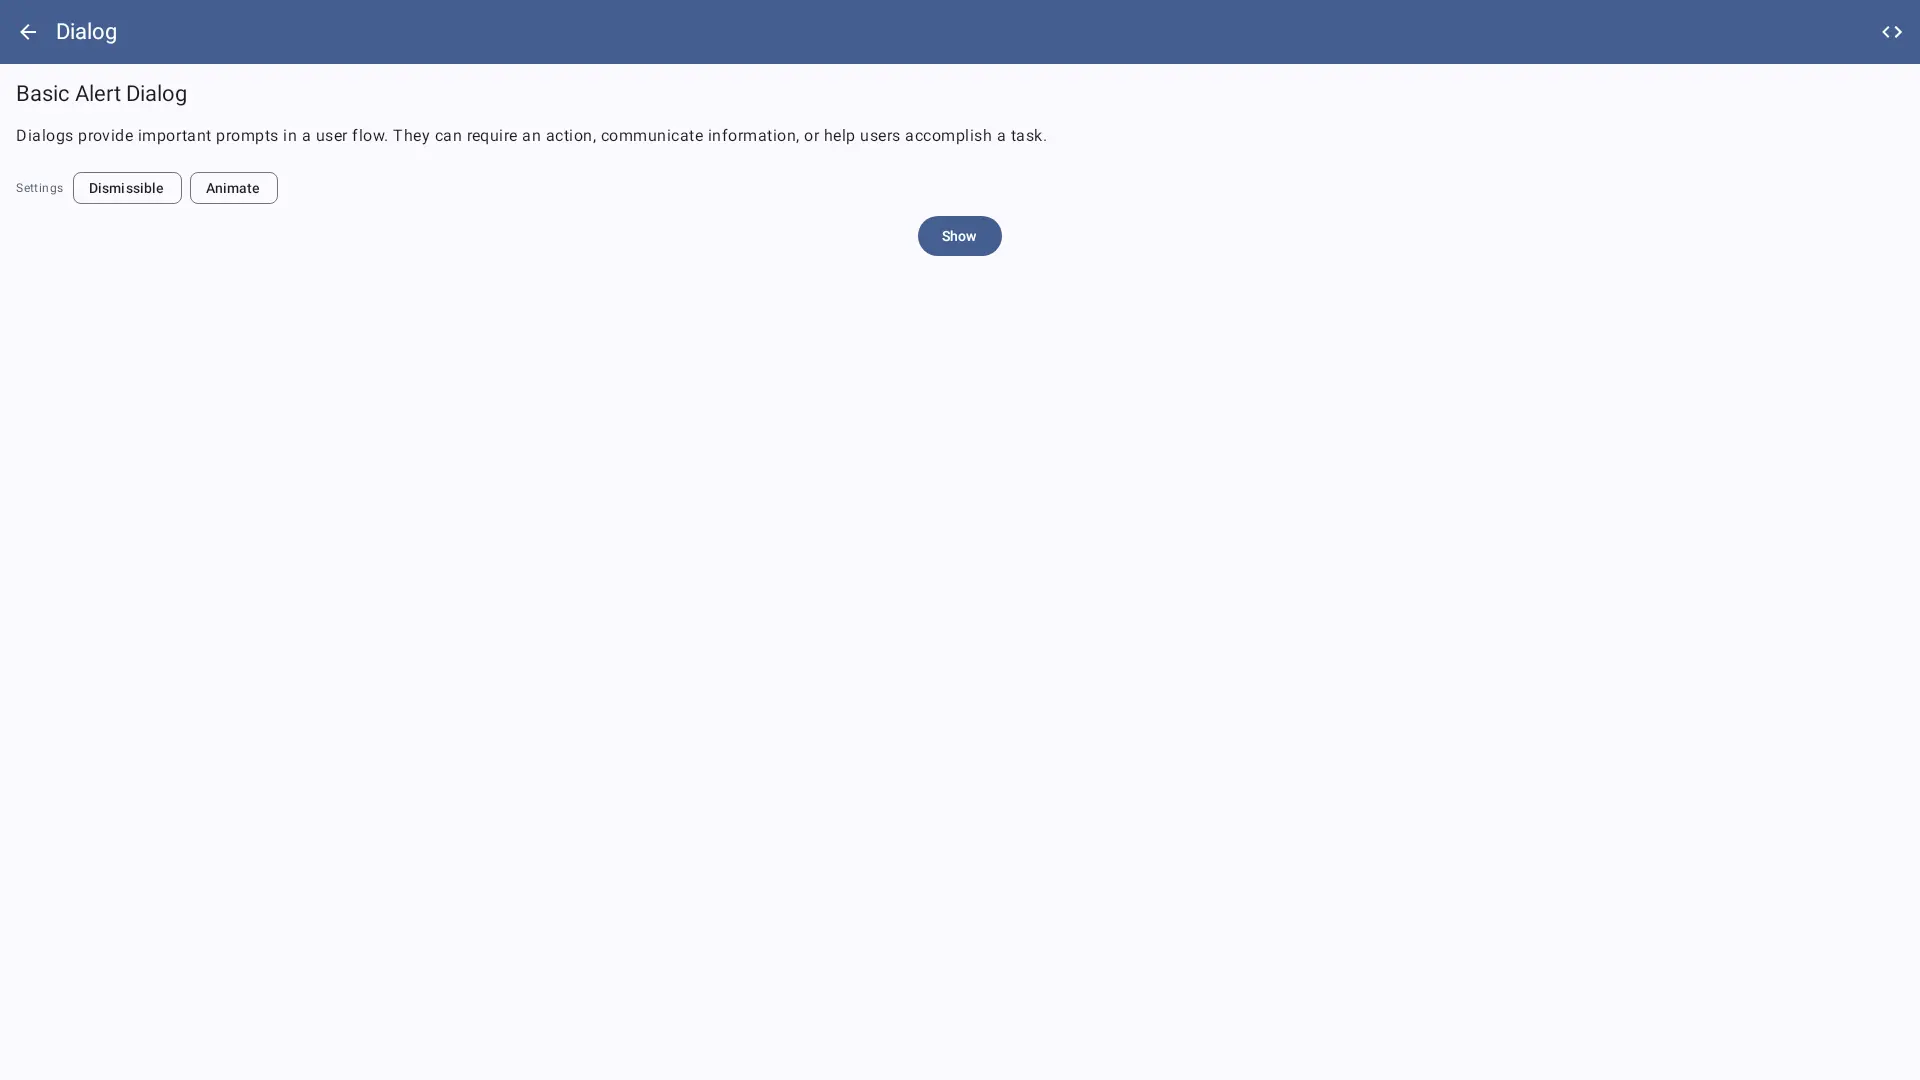 Dialog
Basic Alert Dialog
Dialogs provide important prompts in a user flow. They can require an action, communicate information, or help users accomplish a task.
Settings Dismissible Animate
Show